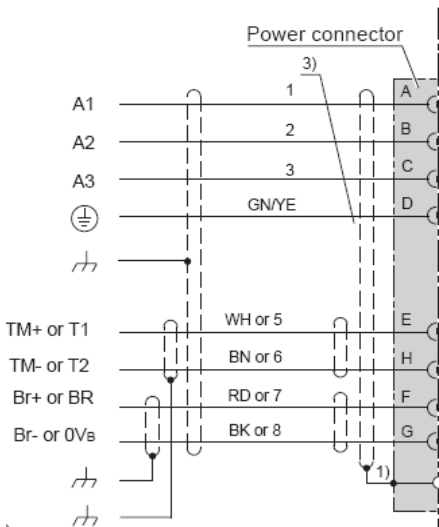 Power connector
3)
A1 1 A
A2 2 B
A3 3 C
GN/YE D
TM+ or T1 WH or 5 E
TM- or T2 BN or 6 H
Br+ or BR RD or 7 F
Br- or 0VB BK or 8 G
1)